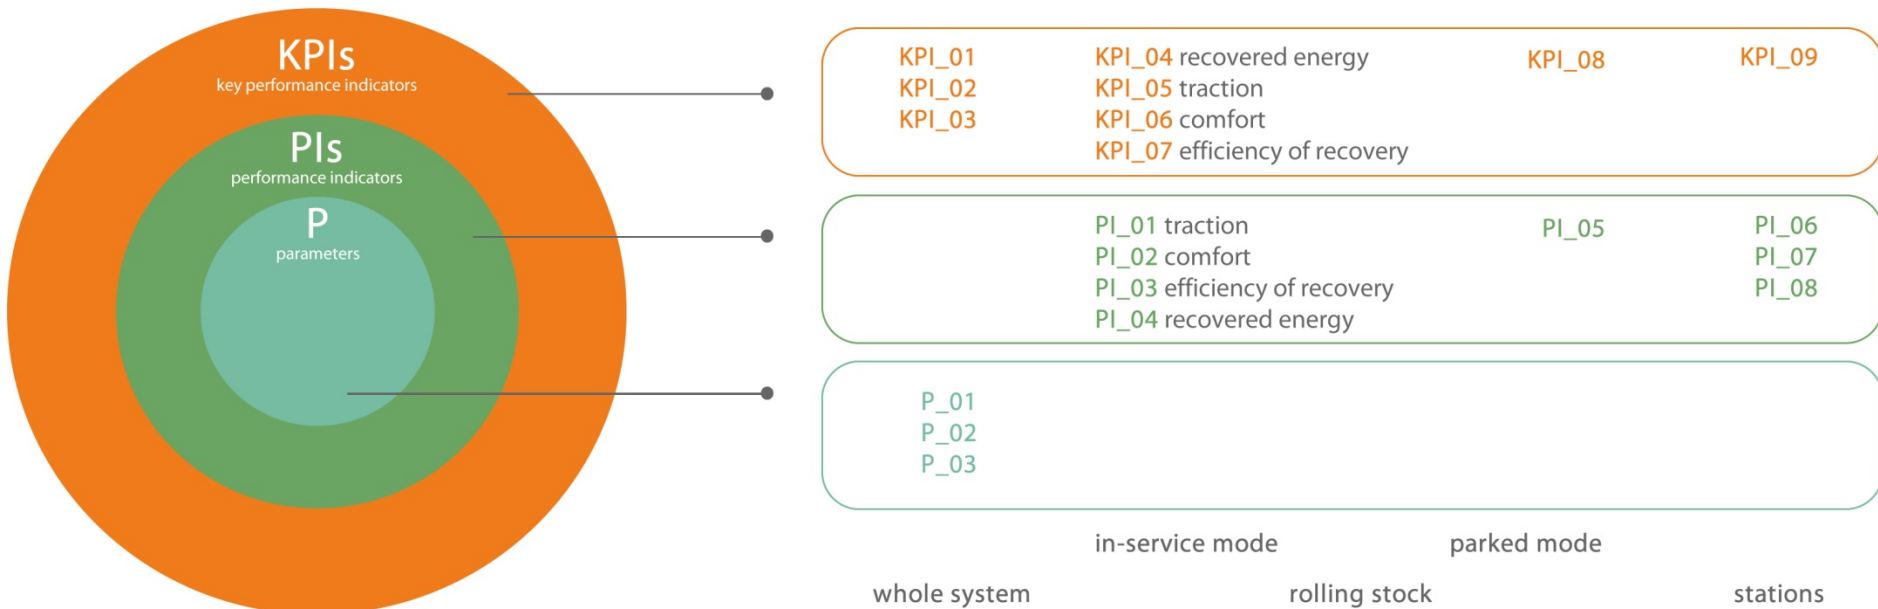 KPIs
key performance indicators
PIs
performance indicators
P
parameters
KPI_01
KPI_02
KPI_03
KPI_04 recovered energy
KPI_05 traction
KPI_06 comfort
KPI_07 efficiency of recovery
KPI_08
KPI_09
PI_01 traction
PI_02 comfort
PI_03 efficiency of recovery
PI_04 recovered energy
PI_05
PI_06
PI_07
PI_08
P_01
P_02
P_03
in-service mode
parked mode
whole system
rolling stock
stations